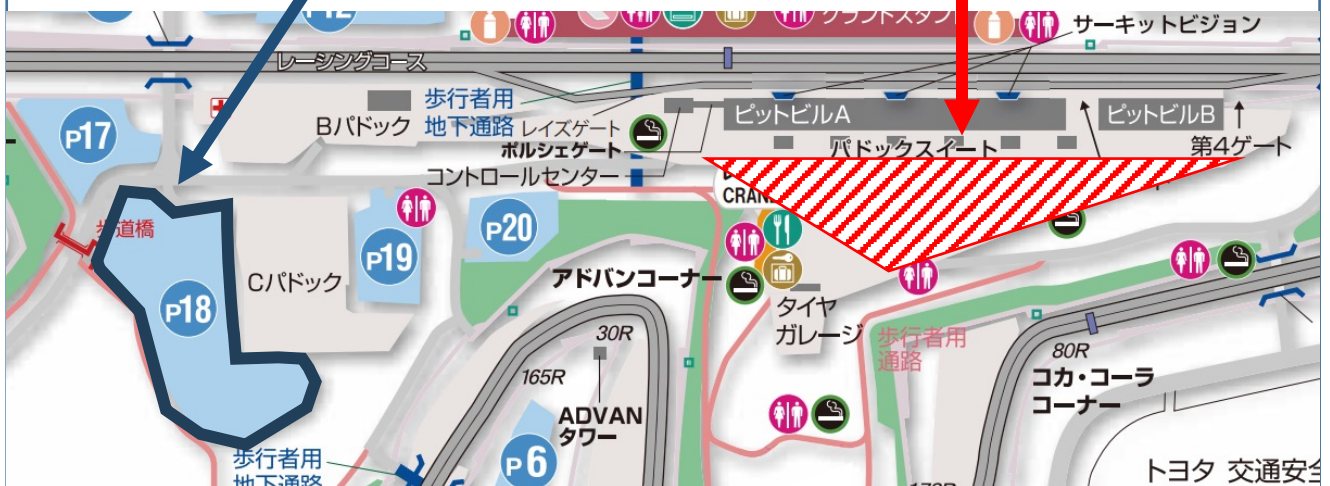 P17
P12
グランドスタン
サーキットビジョン
レーシングコース
Bパドック
歩行者用
地下通路
レイズゲート
ポルシェゲート
コントロールセンター
ピットビルA
ピットビルB
パドックスイート
第4ゲート
CRAN
歩道橋
P18
Cパドック
P19
P20
アドバンコーナー
タイヤ
ガレージ
歩行者用
通路
30R
165R
ADVAN
タワー
80R
コカ・コーラ
コーナー
P6
歩行者用
地下通路
トヨタ 交通安全